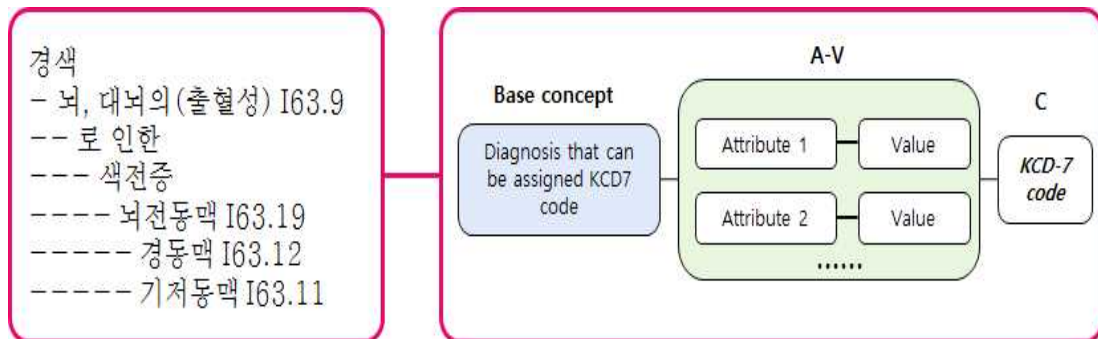 경색
- 뇌, 대뇌의(출혈성) I63.9
-- 로 인한
--- 색전증
---- 뇌전동맥 I63.19
----- 경동맥 I63.12
----- 기저동맥 I63.11
Base concept
Diagnosis that can
be assigned KCD7
code
A-V
Attribute 1
Value
Attribute 2
Value
......
C
KCD-7
code